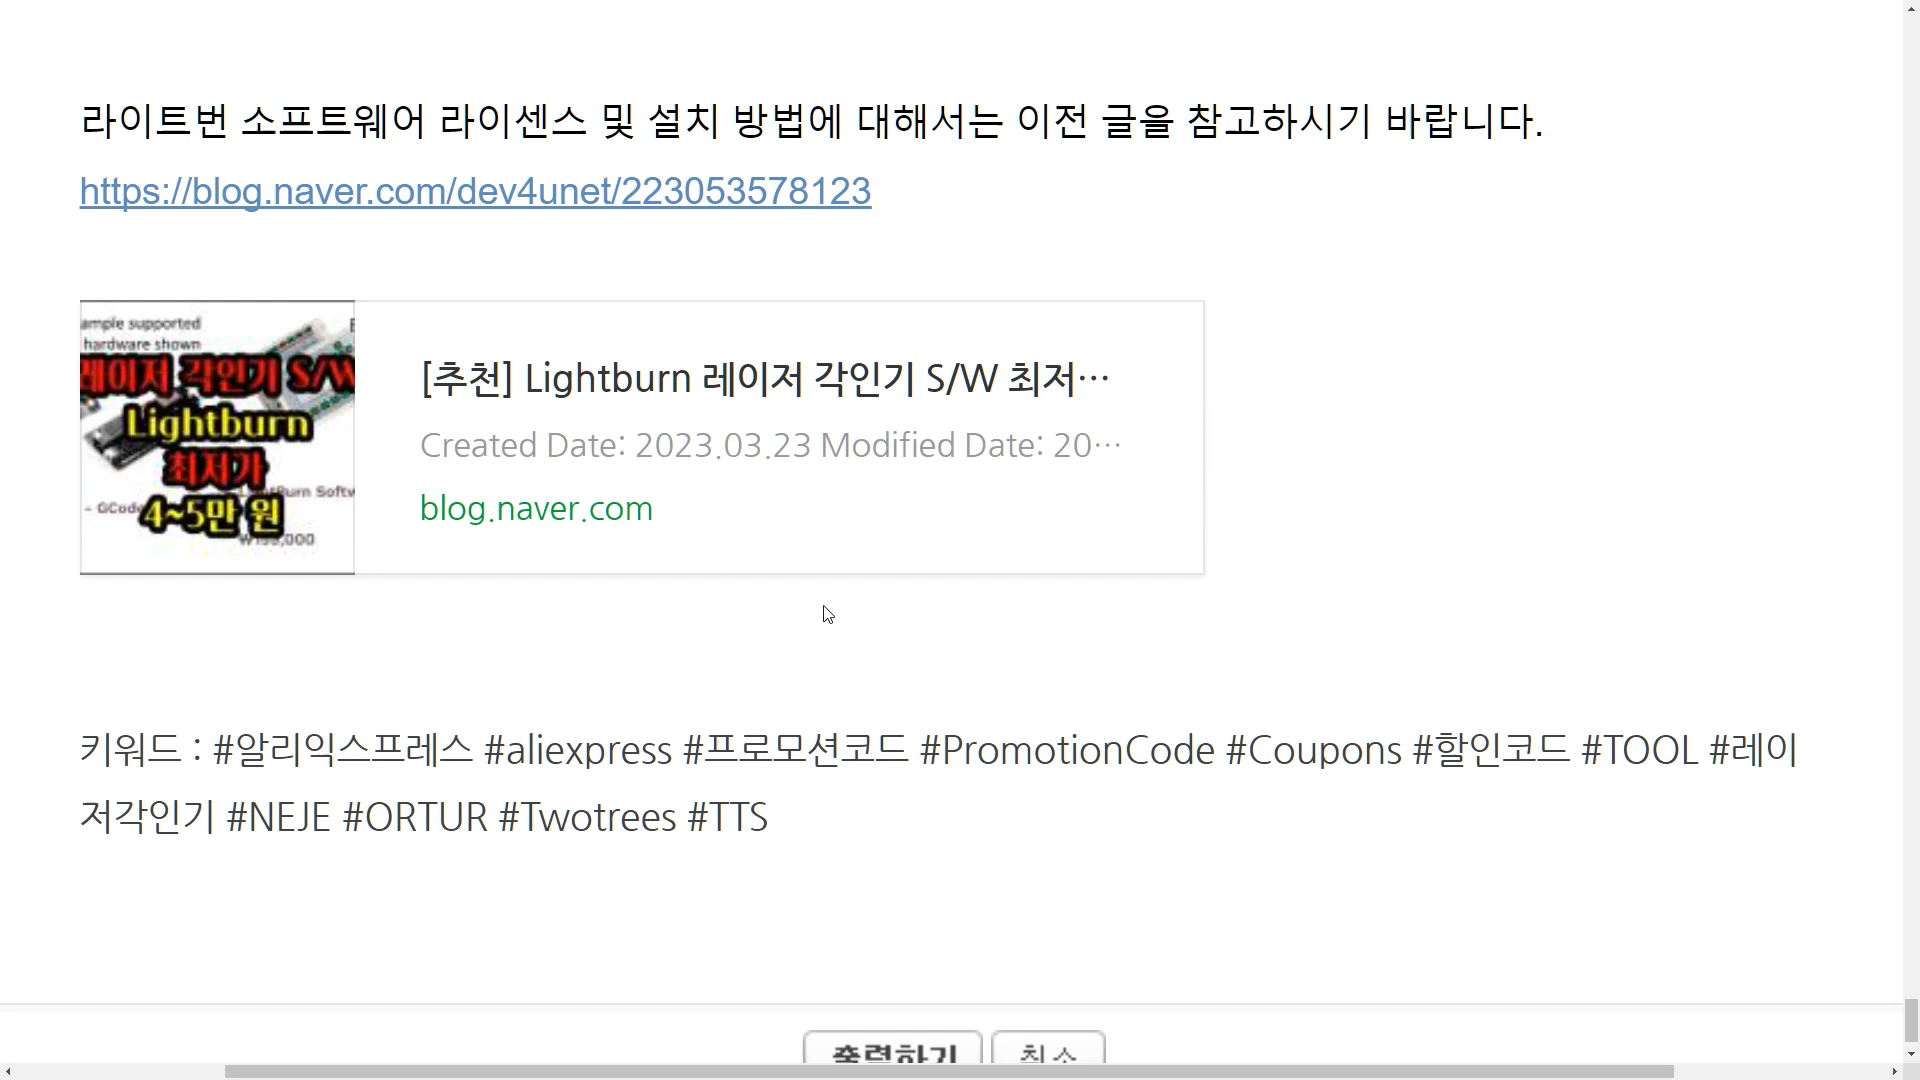 라이트번 소프트웨어 라이센스 및 설치 방법에 대해서는 이전 글을 참고하시기 바랍니다.
https://blog.naver.com/dev4unet/223053578123
ample supported
hardware shown
레이저 각인기 S/W
Lightburn
최저가
- GCode
4~5만 원
[추천] Lightburn 레이저 각인기 S/W 최저…
Created Date: 2023.03.23 Modified Date: 20…
blog.naver.com
키워드 : #알리익스프레스 #aliexpress #프로모션코드 #PromotionCode #Coupons #할인코드 #TOOL #레이
저각인기 #NEJE #ORTUR #Twotrees #TTS
출력하기 취소